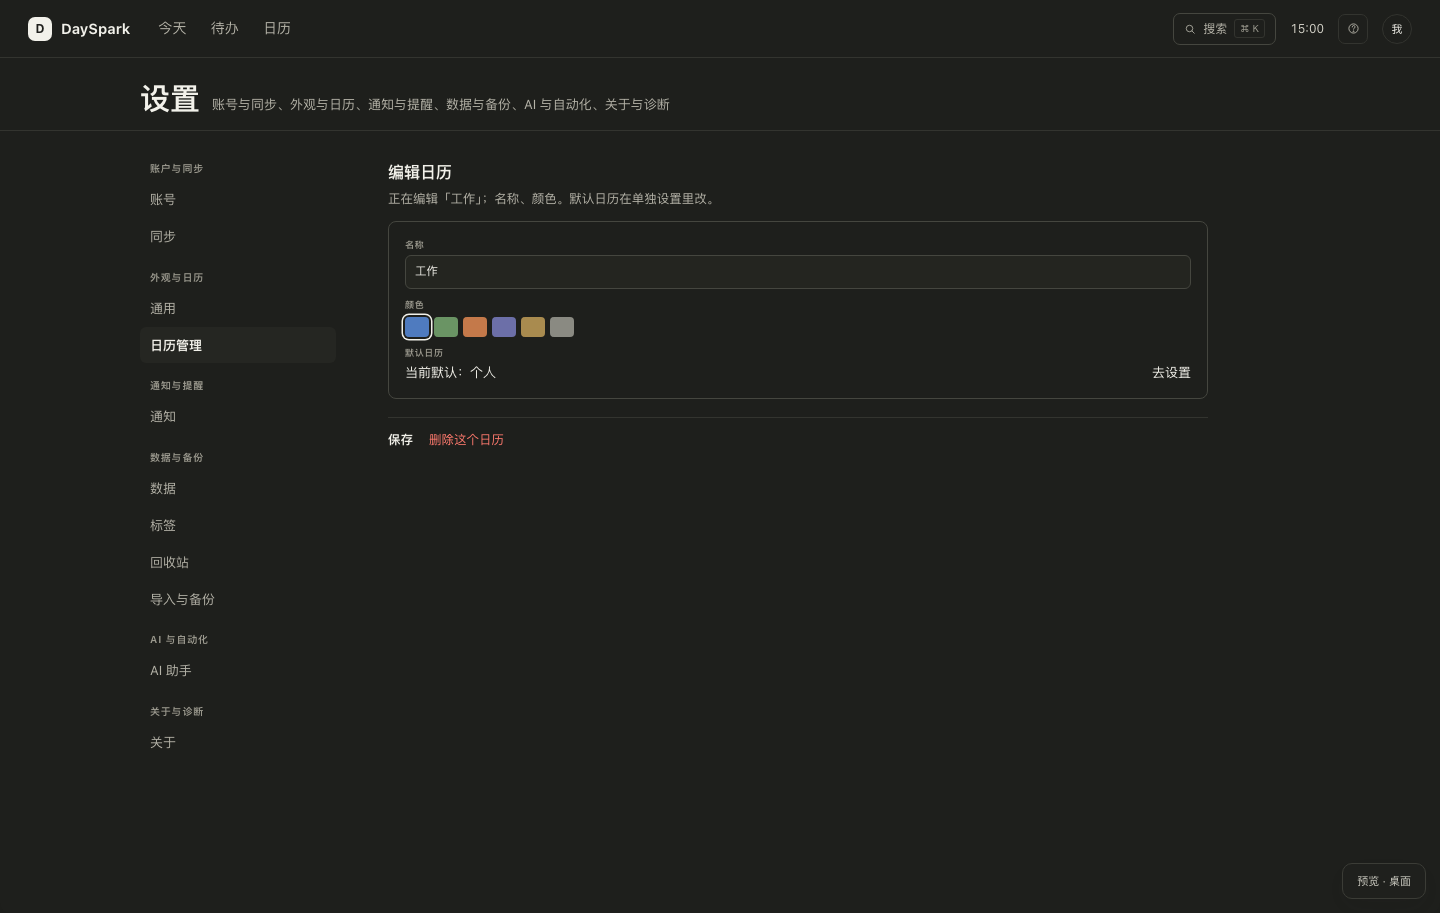 D DaySpark 今天 待办 日历 搜索 ⌘ K 15:00 我
设置 账号与同步、外观与日历、通知与提醒、数据与备份、AI 与自动化、关于与诊断
账户与同步
账号
同步
外观与日历
通用
日历管理
通知与提醒
通知
数据与备份
数据
标签
回收站
导入与备份
AI 与自动化
AI 助手
关于与诊断
关于
编辑日历
正在编辑「工作」；名称、颜色。默认日历在单独设置里改。
名称
工作
颜色
默认日历
当前默认：个人 去设置
保存 删除这个日历
预览 · 桌面